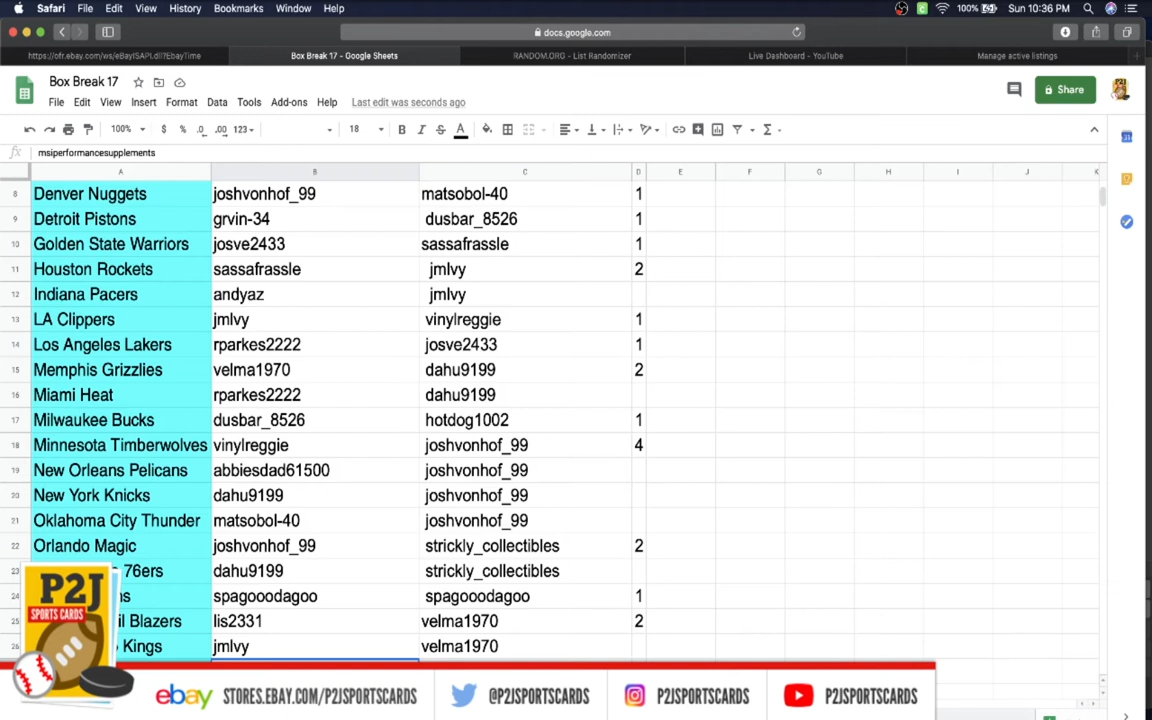 Safari File Edit View History Bookmarks Window Help 100% Sun 10:36 PM
docs.google.com
https://ofr.ebay.com/ws/eBayISAPI.dll?EbayTime Box Break 17 - Google Sheets RANDOM.ORG - List Randomizer Live Dashboard - YouTube Manage active listings
Box Break 17
Share
File Edit View Insert Format Data Tools Add-ons Help Last edit was seconds ago
100% $ % .0 .00 123 18 B I S A
fx msiperformancesupplements
A B C D E F G H I J K
8 Denver Nuggets joshvonhof_99 matsobol-40 1
9 Detroit Pistons grvin-34 dusbar_8526 1
10 Golden State Warriors josve2433 sassafrassle 1
11 Houston Rockets sassafrassle jmlvy 2
12 Indiana Pacers andyaz jmlvy
13 LA Clippers jmlvy vinylreggie 1
14 Los Angeles Lakers rparkes2222 josve2433 1
15 Memphis Grizzlies velma1970 dahu9199 2
16 Miami Heat rparkes2222 dahu9199
17 Milwaukee Bucks dusbar_8526 hotdog1002 1
18 Minnesota Timberwolves vinylreggie joshvonhof_99 4
19 New Orleans Pelicans abbiesdad61500 joshvonhof_99
20 New York Knicks dahu9199 joshvonhof_99
21 Oklahoma City Thunder matsobol-40 joshvonhof_99
22 Orlando Magic joshvonhof_99 strickly_collectibles 2
23 76ers dahu9199 strickly_collectibles
24 ns spagooodagoo spagooodagoo 1
25 il Blazers lis2331 velma1970 2
26 Kings jmlvy velma1970
P2J
SPORTS CARDS
ebay STORES.EBAY.COM/P2JSPORTSCARDS @P2JSPORTSCARDS P2JSPORTSCARDS P2JSPORTSCARDS